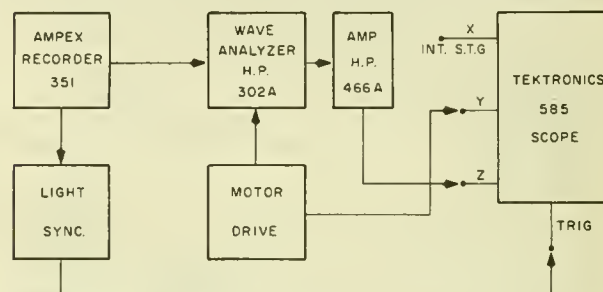 AMPEX
RECORDER
351
WAVE
ANALYZER
H.P.
302A
AMP
H.P.
466A
X
INT. S.T.G
Y
Z
TEKTRONICS
585
SCOPE
LIGHT
SYNC.
MOTOR
DRIVE
TRIG